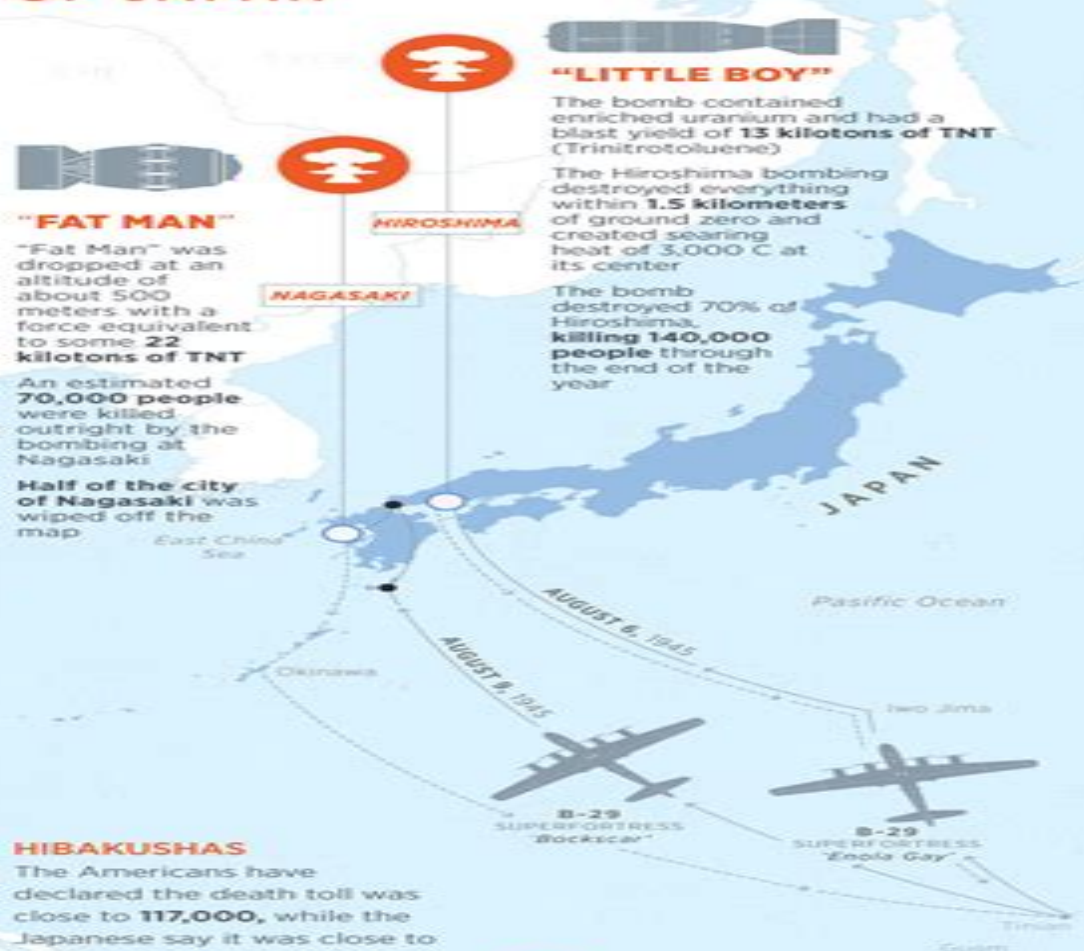 "LITTLE BOY"
The bomb contained
enriched uranium and had a
blast yield of 13 kilotons of TNT
(Trinitrotoluene)
The Hiroshima bombing
destroyed everything
within 1.5 kilometers
of ground zero and
created searing
heat of 3,000 C at
its center
The bomb
destroyed 70% of
Hiroshima,
killing 140,000
people through
the end of the
year
"FAT MAN"
"Fat Man" was
dropped at an
altitude of
about 500
meters with a
force equivalent
to some 22
kilotons of TNT
An estimated
70,000 people
were killed
outright by the
bombing at
Nagasaki
Half of the city
of Nagasaki was
wiped off the
map
HIROSHIMA
NAGASAKI
JAPAN
East China
Sea
Pasific Ocean
AUGUST 6, 1945
AUGUST 9, 1945
Okinawa
Iwo Jima
B-29
SUPERFORTRESS
"Bockscar"
B-29
SUPERFORTRESS
"Enola Gay"
Tinian
Guam
HIBAKUSHAS
The Americans have
declared the death toll was
close to 117,000, while the
Japanese say it was close to